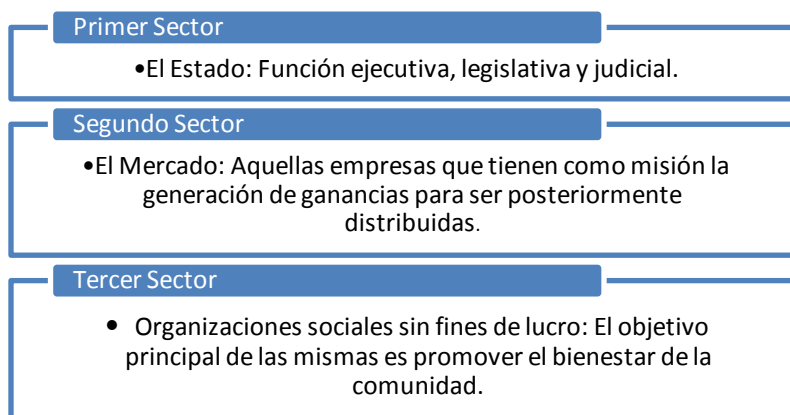 Primer Sector
•El Estado: Función ejecutiva, legislativa y judicial.
Segundo Sector
•El Mercado: Aquellas empresas que tienen como misión la
generación de ganancias para ser posteriormente
distribuidas.
Tercer Sector
• Organizaciones sociales sin fines de lucro: El objetivo
principal de las mismas es promover el bienestar de la
comunidad.